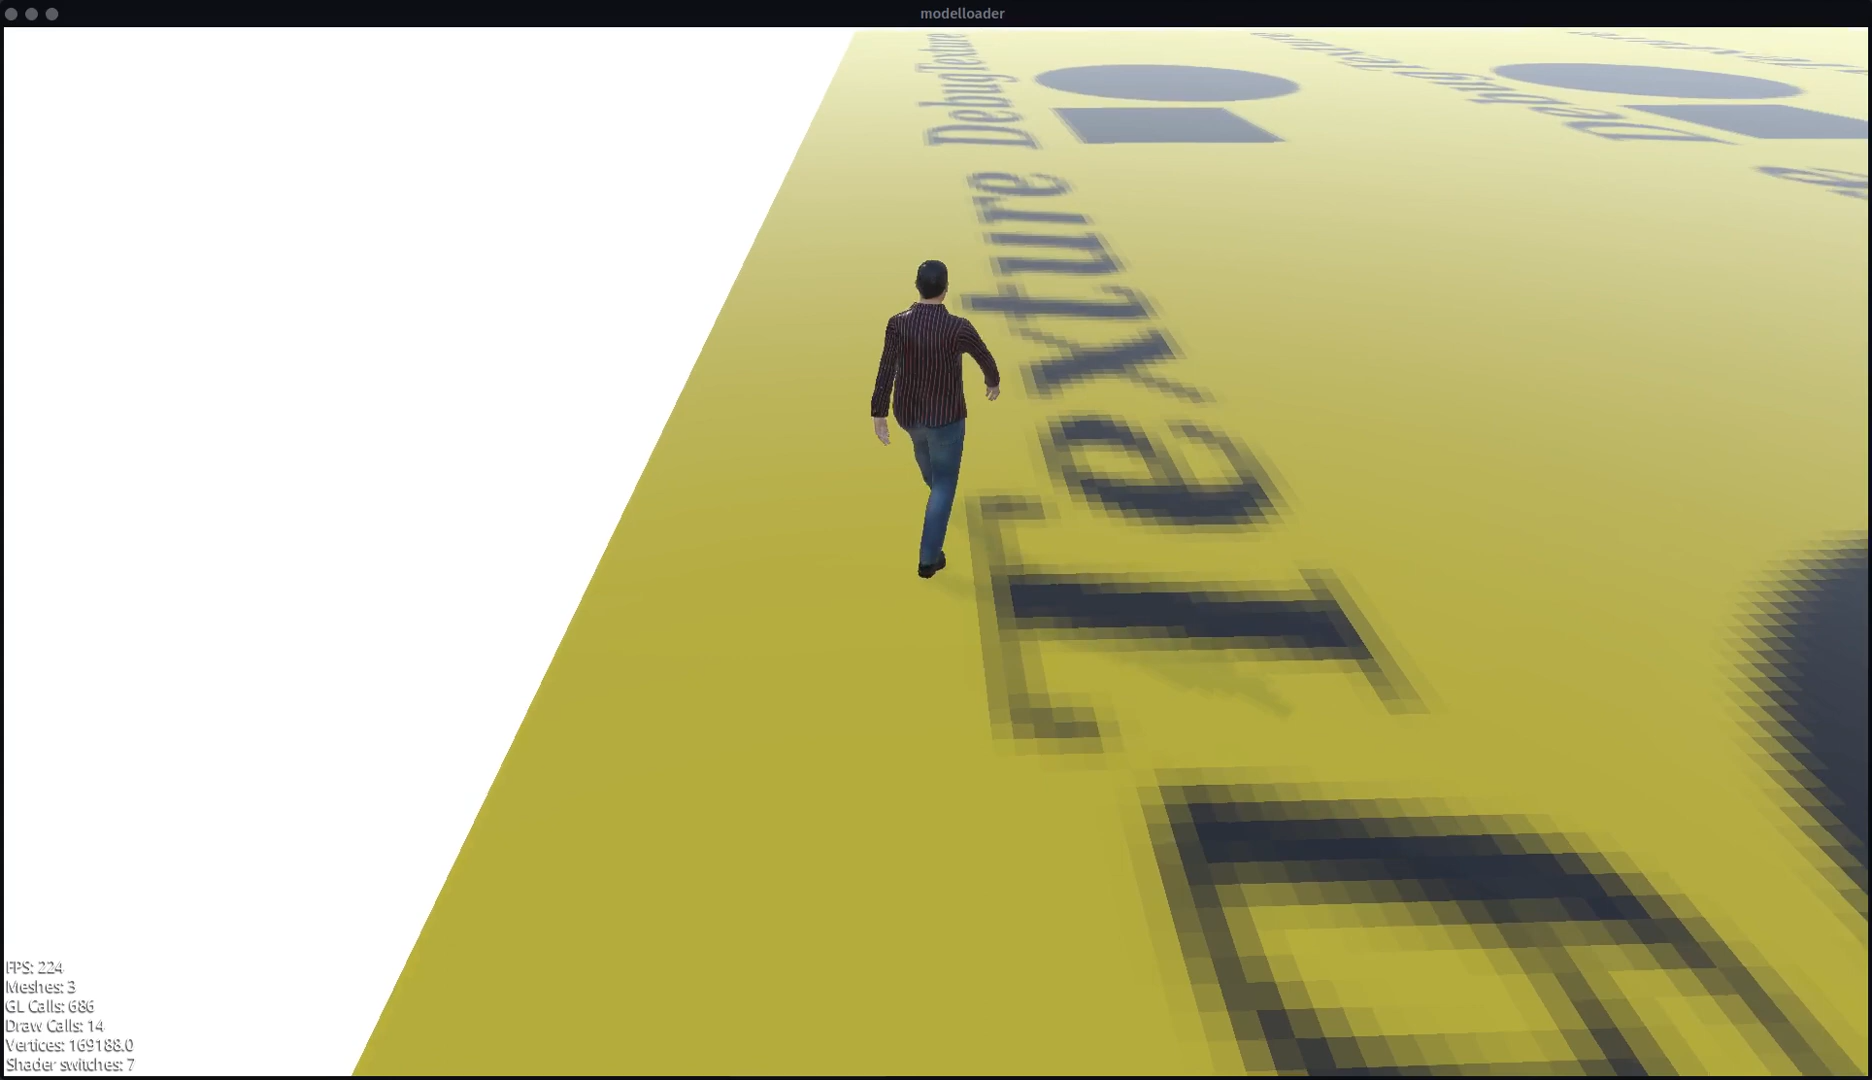 modelloader
DebugTexture
DebugTexture
Texture
D
FPS: 224
Meshes: 3
GL Calls: 686
Draw Calls: 14
Vertices: 169188.0
Shader switches: 7